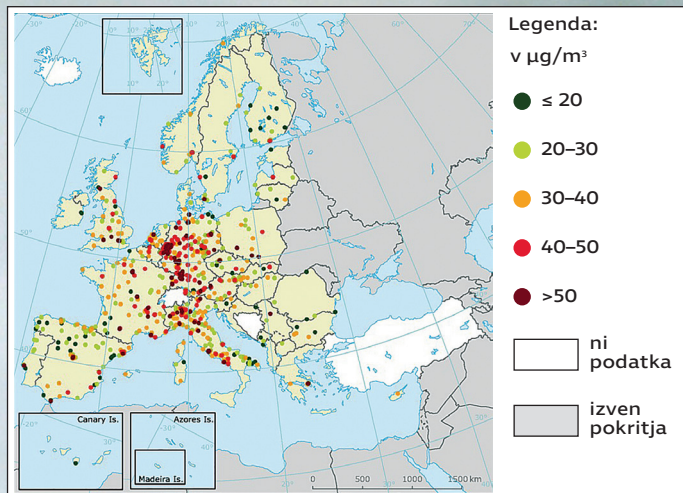 Legenda:
v µg/m³
≤ 20
20–30
30–40
40–50
>50
ni
podatka
izven
pokritja
Canary Is.
Azores Is.
Madeira Is.
0 500 1000 1500 km